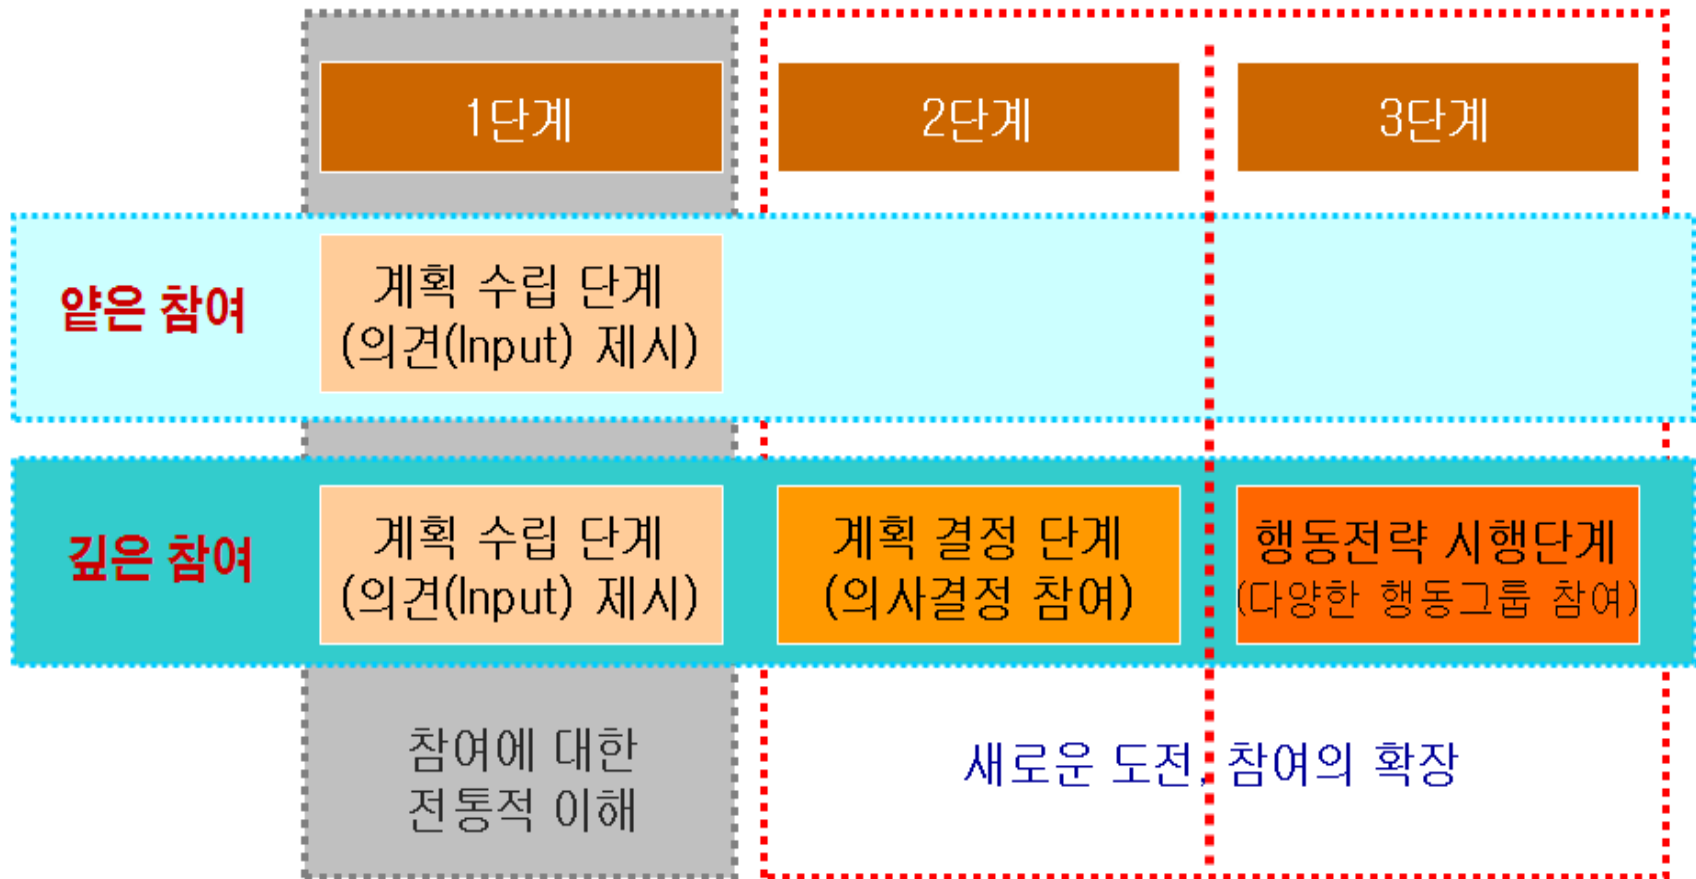 1단계
2단계
3단계
얕은 참여
계획 수립 단계
(의견(Input) 제시)
깊은 참여
계획 수립 단계
(의견(Input) 제시)
계획 결정 단계
(의사결정 참여)
행동전략 시행단계
(다양한 행동그룹 참여)
참여에 대한
전통적 이해
새로운 도전, 참여의 확장